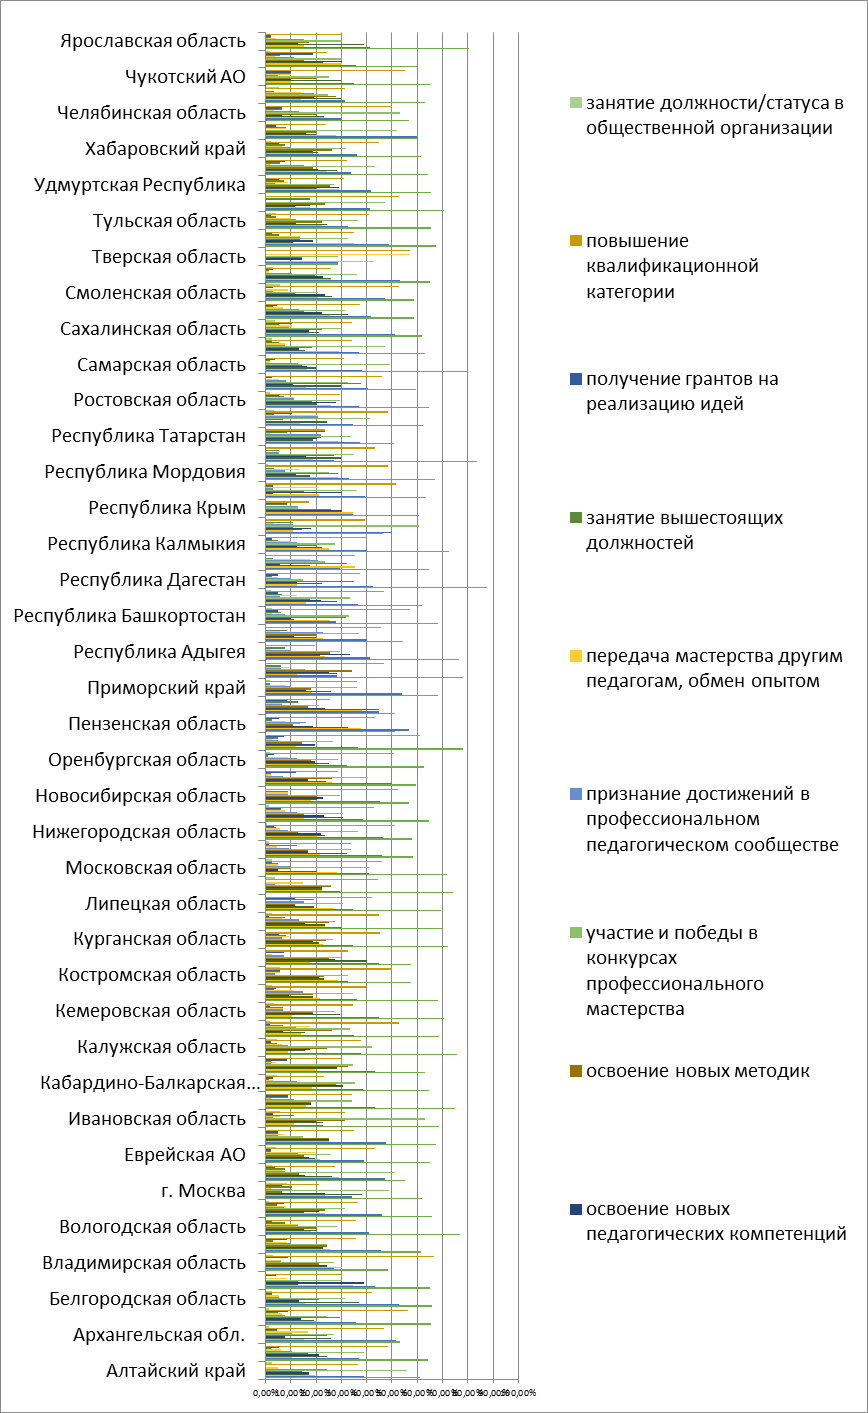 Ярославская область
Чукотский АО
Челябинская область
Хабаровский край
Удмуртская Республика
Тульская область
Тверская область
Смоленская область
Сахалинская область
Самарская область
Ростовская область
Республика Татарстан
Республика Мордовия
Республика Крым
Республика Калмыкия
Республика Дагестан
Республика Башкортостан
Республика Адыгея
Приморский край
Пензенская область
Оренбургская область
Новосибирская область
Нижегородская область
Московская область
Липецкая область
Курганская область
Костромская область
Кемеровская область
Калужская область
Кабардино-Балкарская...
Ивановская область
Еврейская АО
г. Москва
Вологодская область
Владимирская область
Белгородская область
Архангельская обл.
Алтайский край
занятие должности/статуса в
общественной организации
повышение
квалификационной
категории
получение грантов на
реализацию идей
занятие вышестоящих
должностей
передача мастерства другим
педагогам, обмен опытом
признание достижений в
профессиональном
педагогическом сообществе
участие и победы в
конкурсах
профессионального
мастерства
освоение новых методик
освоение новых
педагогических компетенций